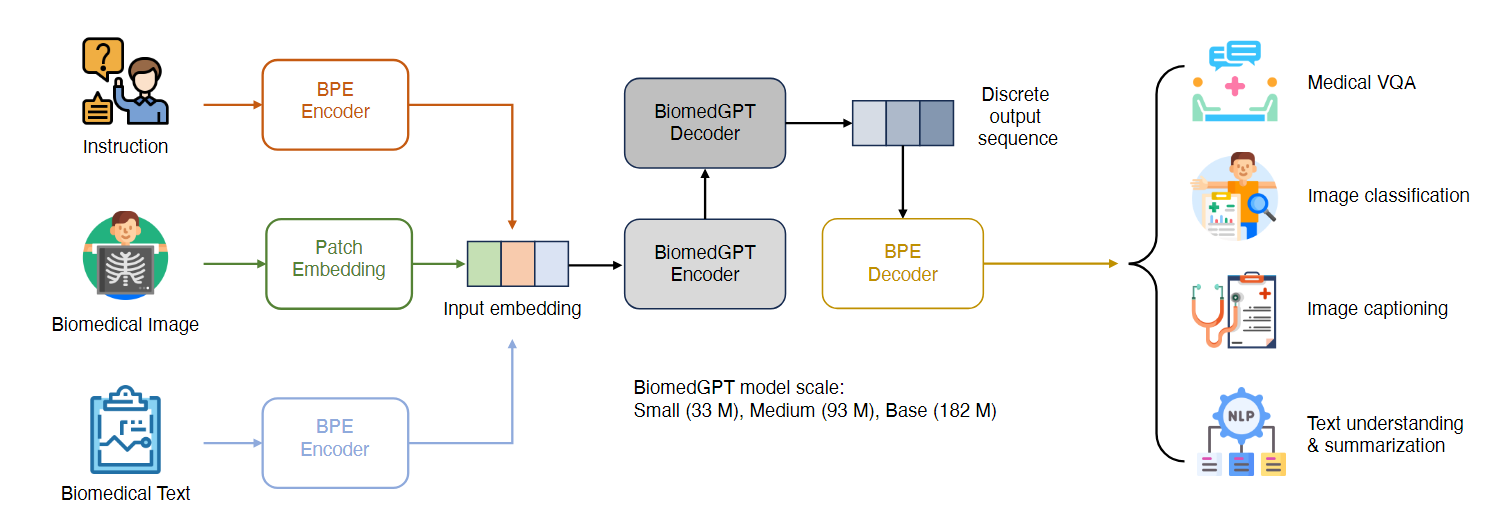 Instruction
BPE
Encoder
Biomedical Image
Patch
Embedding
Input embedding
Biomedical Text
BPE
Encoder
BiomedGPT
Encoder
BiomedGPT
Decoder
Discrete
output
sequence
BPE
Decoder
BiomedGPT model scale:
Small (33 M), Medium (93 M), Base (182 M)
Medical VQA
Image classification
Image captioning
NLP
Text understanding
& summarization